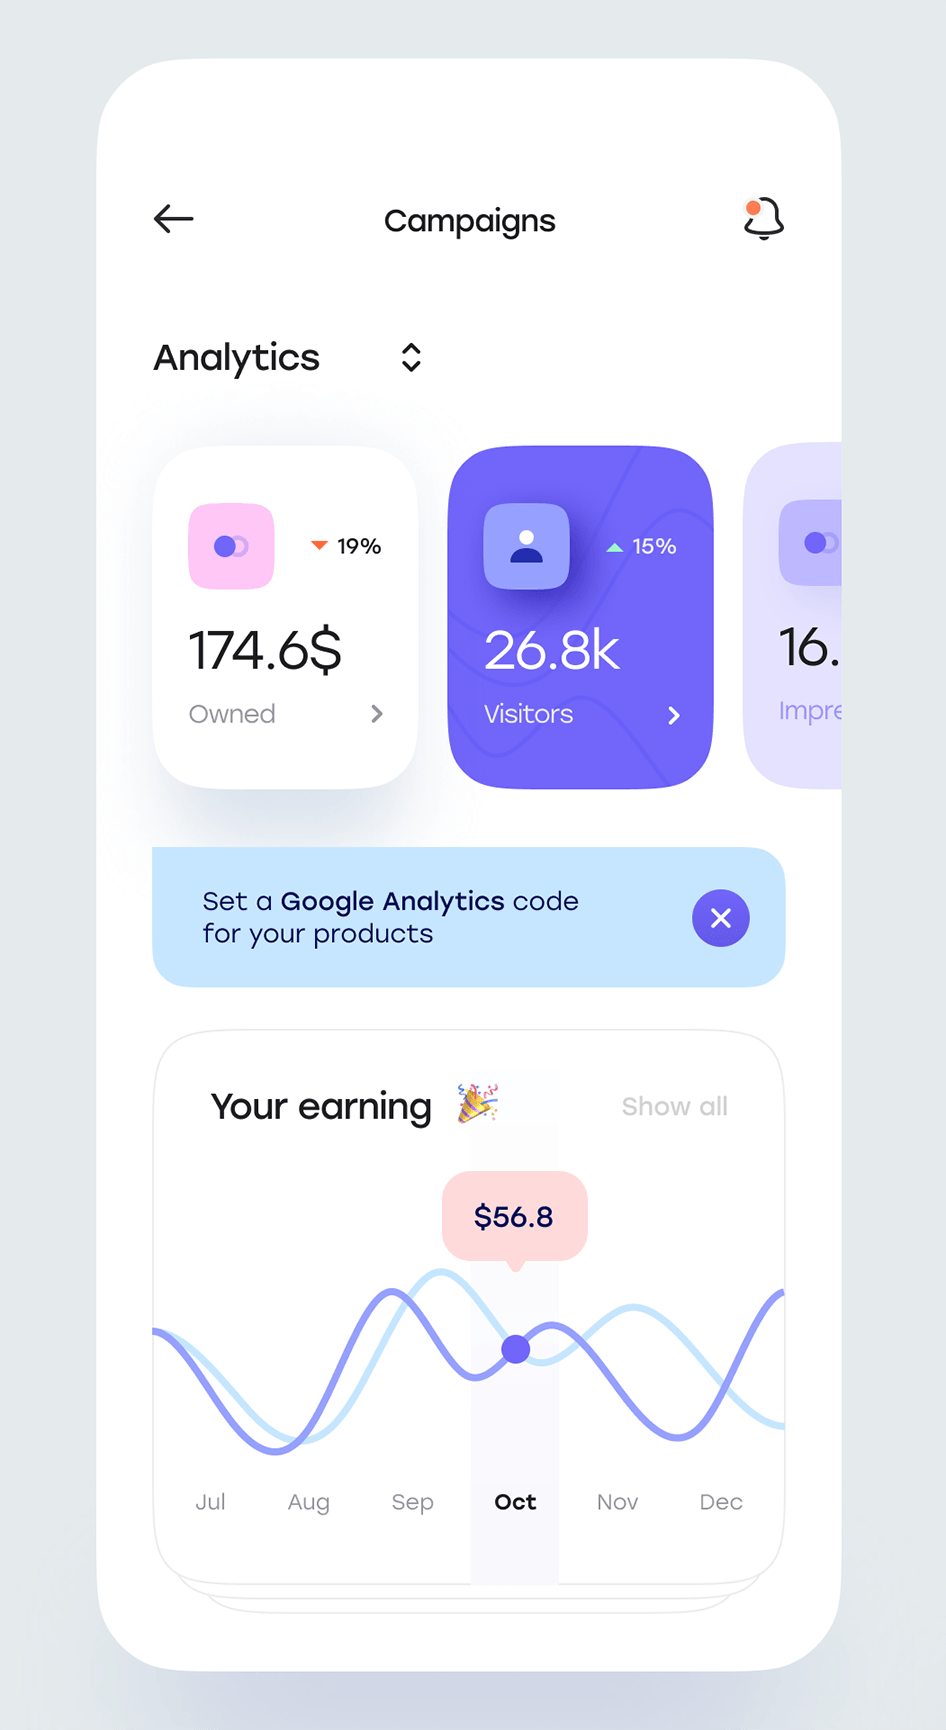 Campaigns
Analytics
19%
174.6$
Owned
15%
26.8k
Visitors
16.
Set a Google Analytics code
for your products
Your earning
Show all
$56.8
Jul Aug Sep Oct Nov Dec